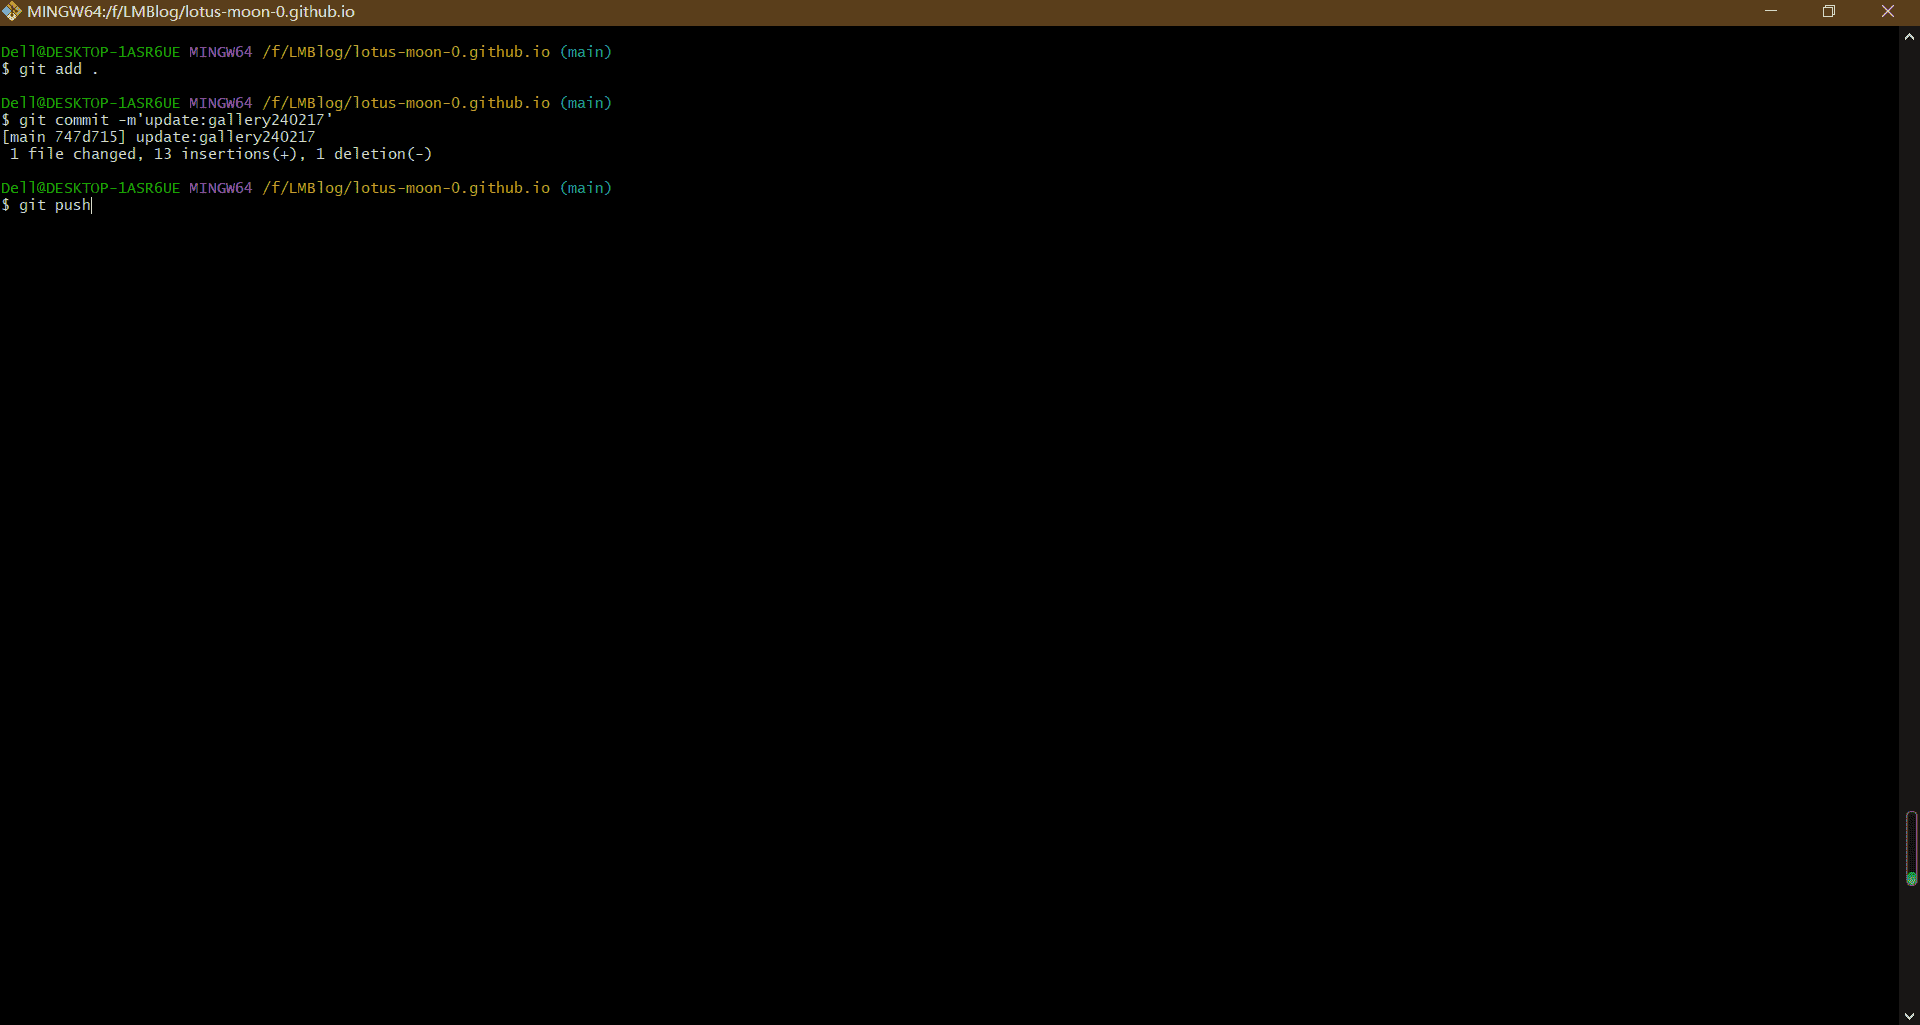 MINGW64:/f/LMBlog/lotus-moon-0.github.io
Dell@DESKTOP-1ASR6UE MINGW64 /f/LMBlog/lotus-moon-0.github.io (main)
$ git add .
Dell@DESKTOP-1ASR6UE MINGW64 /f/LMBlog/lotus-moon-0.github.io (main)
$ git commit -m'update:gallery240217'
[main 747d715] update:gallery240217
 1 file changed, 13 insertions(+), 1 deletion(-)
Dell@DESKTOP-1ASR6UE MINGW64 /f/LMBlog/lotus-moon-0.github.io (main)
$ git push